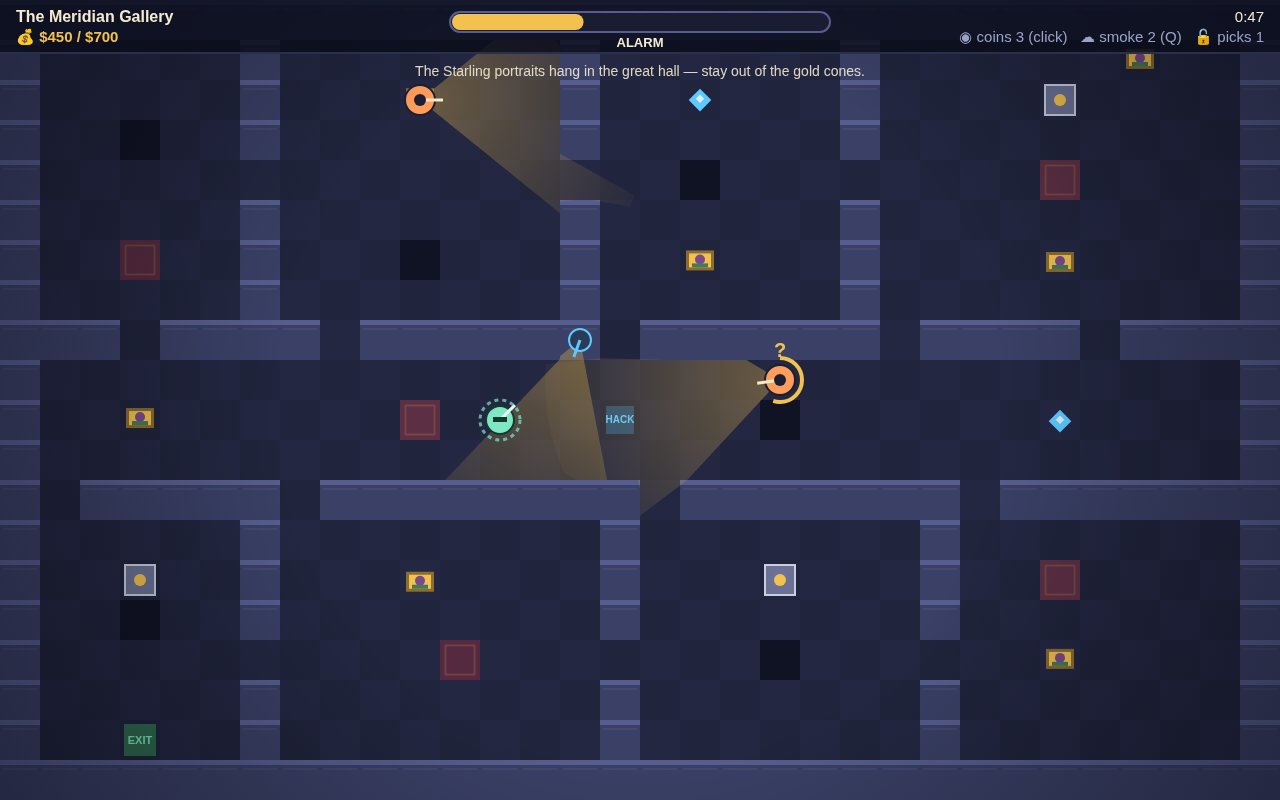 The Meridian Gallery
💰 $450 / $700
ALARM
0:47
◉ coins 3 (click) ☁ smoke 2 (Q) 🔓 picks 1
The Starling portraits hang in the great hall — stay out of the gold cones.
?
HACK
EXIT